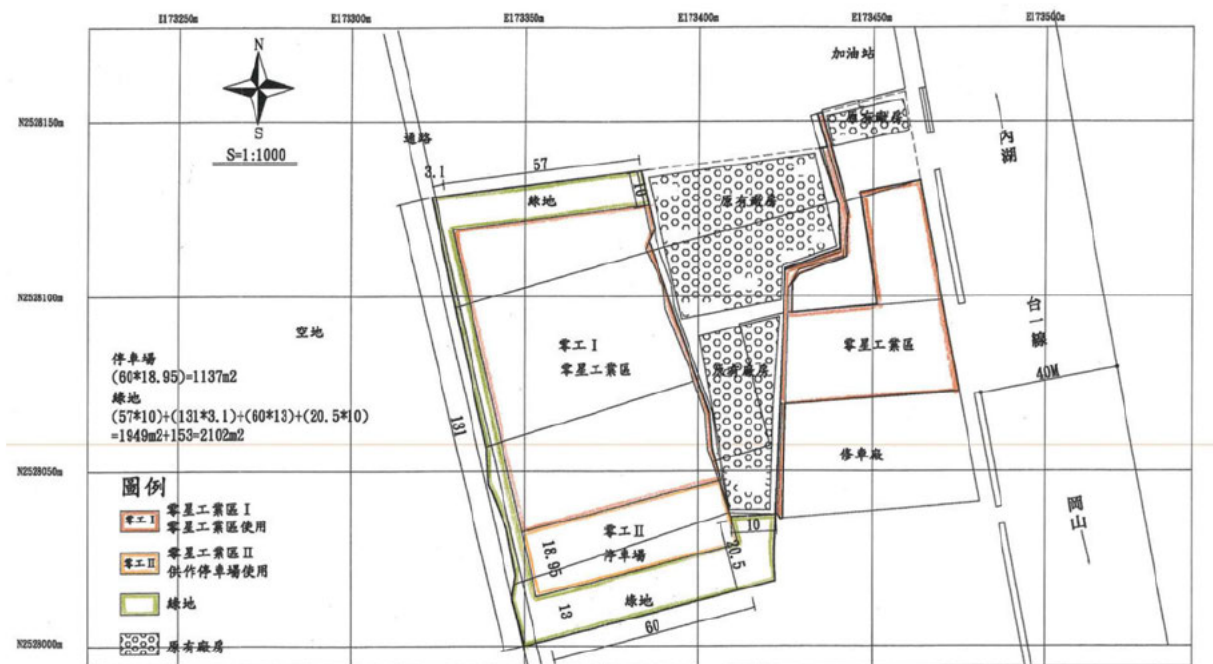 E173250m
E173300m
E173350m
E173400m
E173450m
E173500m
N2528150m
N2528100m
N2528050m
N2528000m
N
S
S=1:1000
加油站
原有廠房
內湖
通路
3.1
57
10
綠地
原有廠房
空地
零工 I
零星工業區
原有廠房
零星工業區
台一線
40M
停車場
(60*18.95)=1137m2
綠地
(57*10)+(131*3.1)+(60*13)+(20.5*10)
=1949m2+153=2102m2
131
修車廠
岡山
零工 II
停車場
18.95
10
20.5
13
綠地
60
圖例
零工 I
零星工業區 I
零星工業區使用
零工 II
零星工業區 II
供作停車場使用
綠地
原有廠房